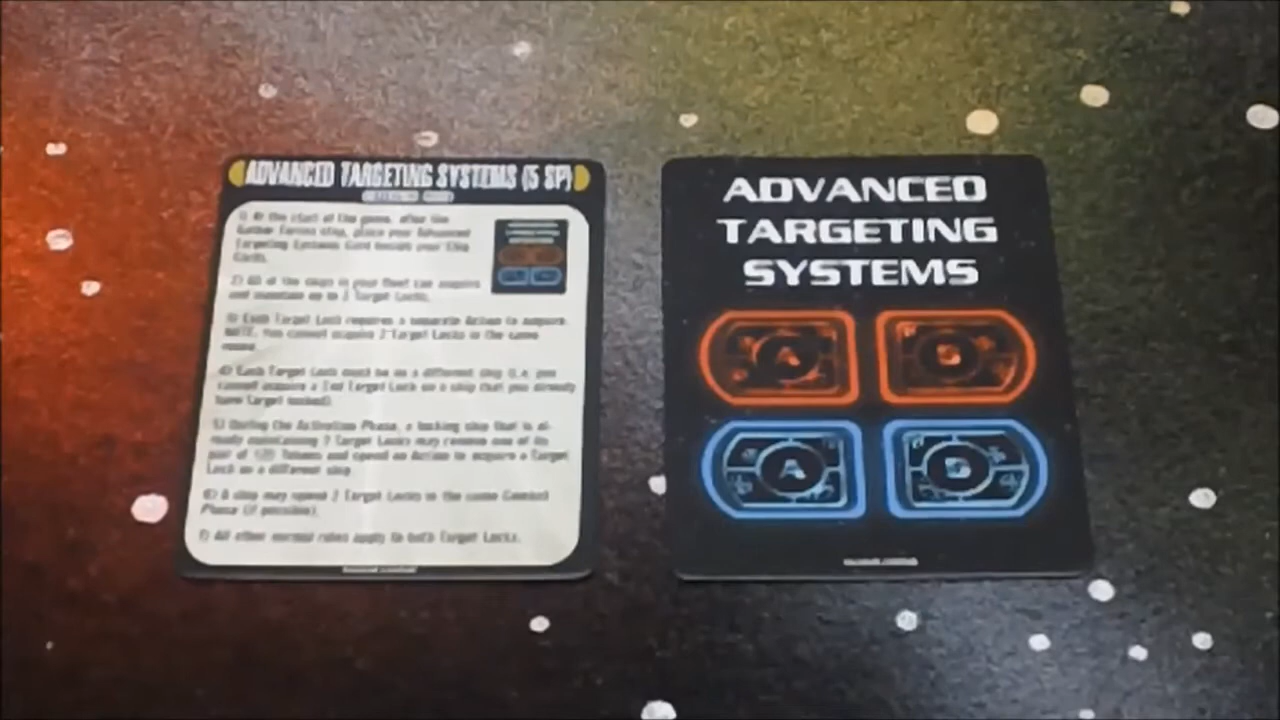 ADVANCED TARGETING SYSTEMS (5 SP)
1) At the start of the game, after the
Gather Forces step, place your Advanced
Targeting Systems Card beside your Ship
Cards.
2) All of the ships in your fleet can acquire
and maintain up to 2 Target Locks.
3) Each Target Lock requires a separate Action to acquire.
NOTE: You cannot acquire 2 Target Locks in the same
round.
4) Each Target Lock must be on a different ship (i.e. you
cannot acquire a 2nd Target Lock on a ship that you already
have target locked).
5) During the Activation Phase, a locking ship that is al-
ready maintaining 2 Target Locks may remove one of its
pair of Tokens and spend an Action to acquire a Target
Lock on a different ship.
6) A ship may spend 2 Target Locks in the same Combat
Phase (if possible).
7) All other normal rules apply to both Target Locks.
ADVANCED
TARGETING
SYSTEMS
A
A